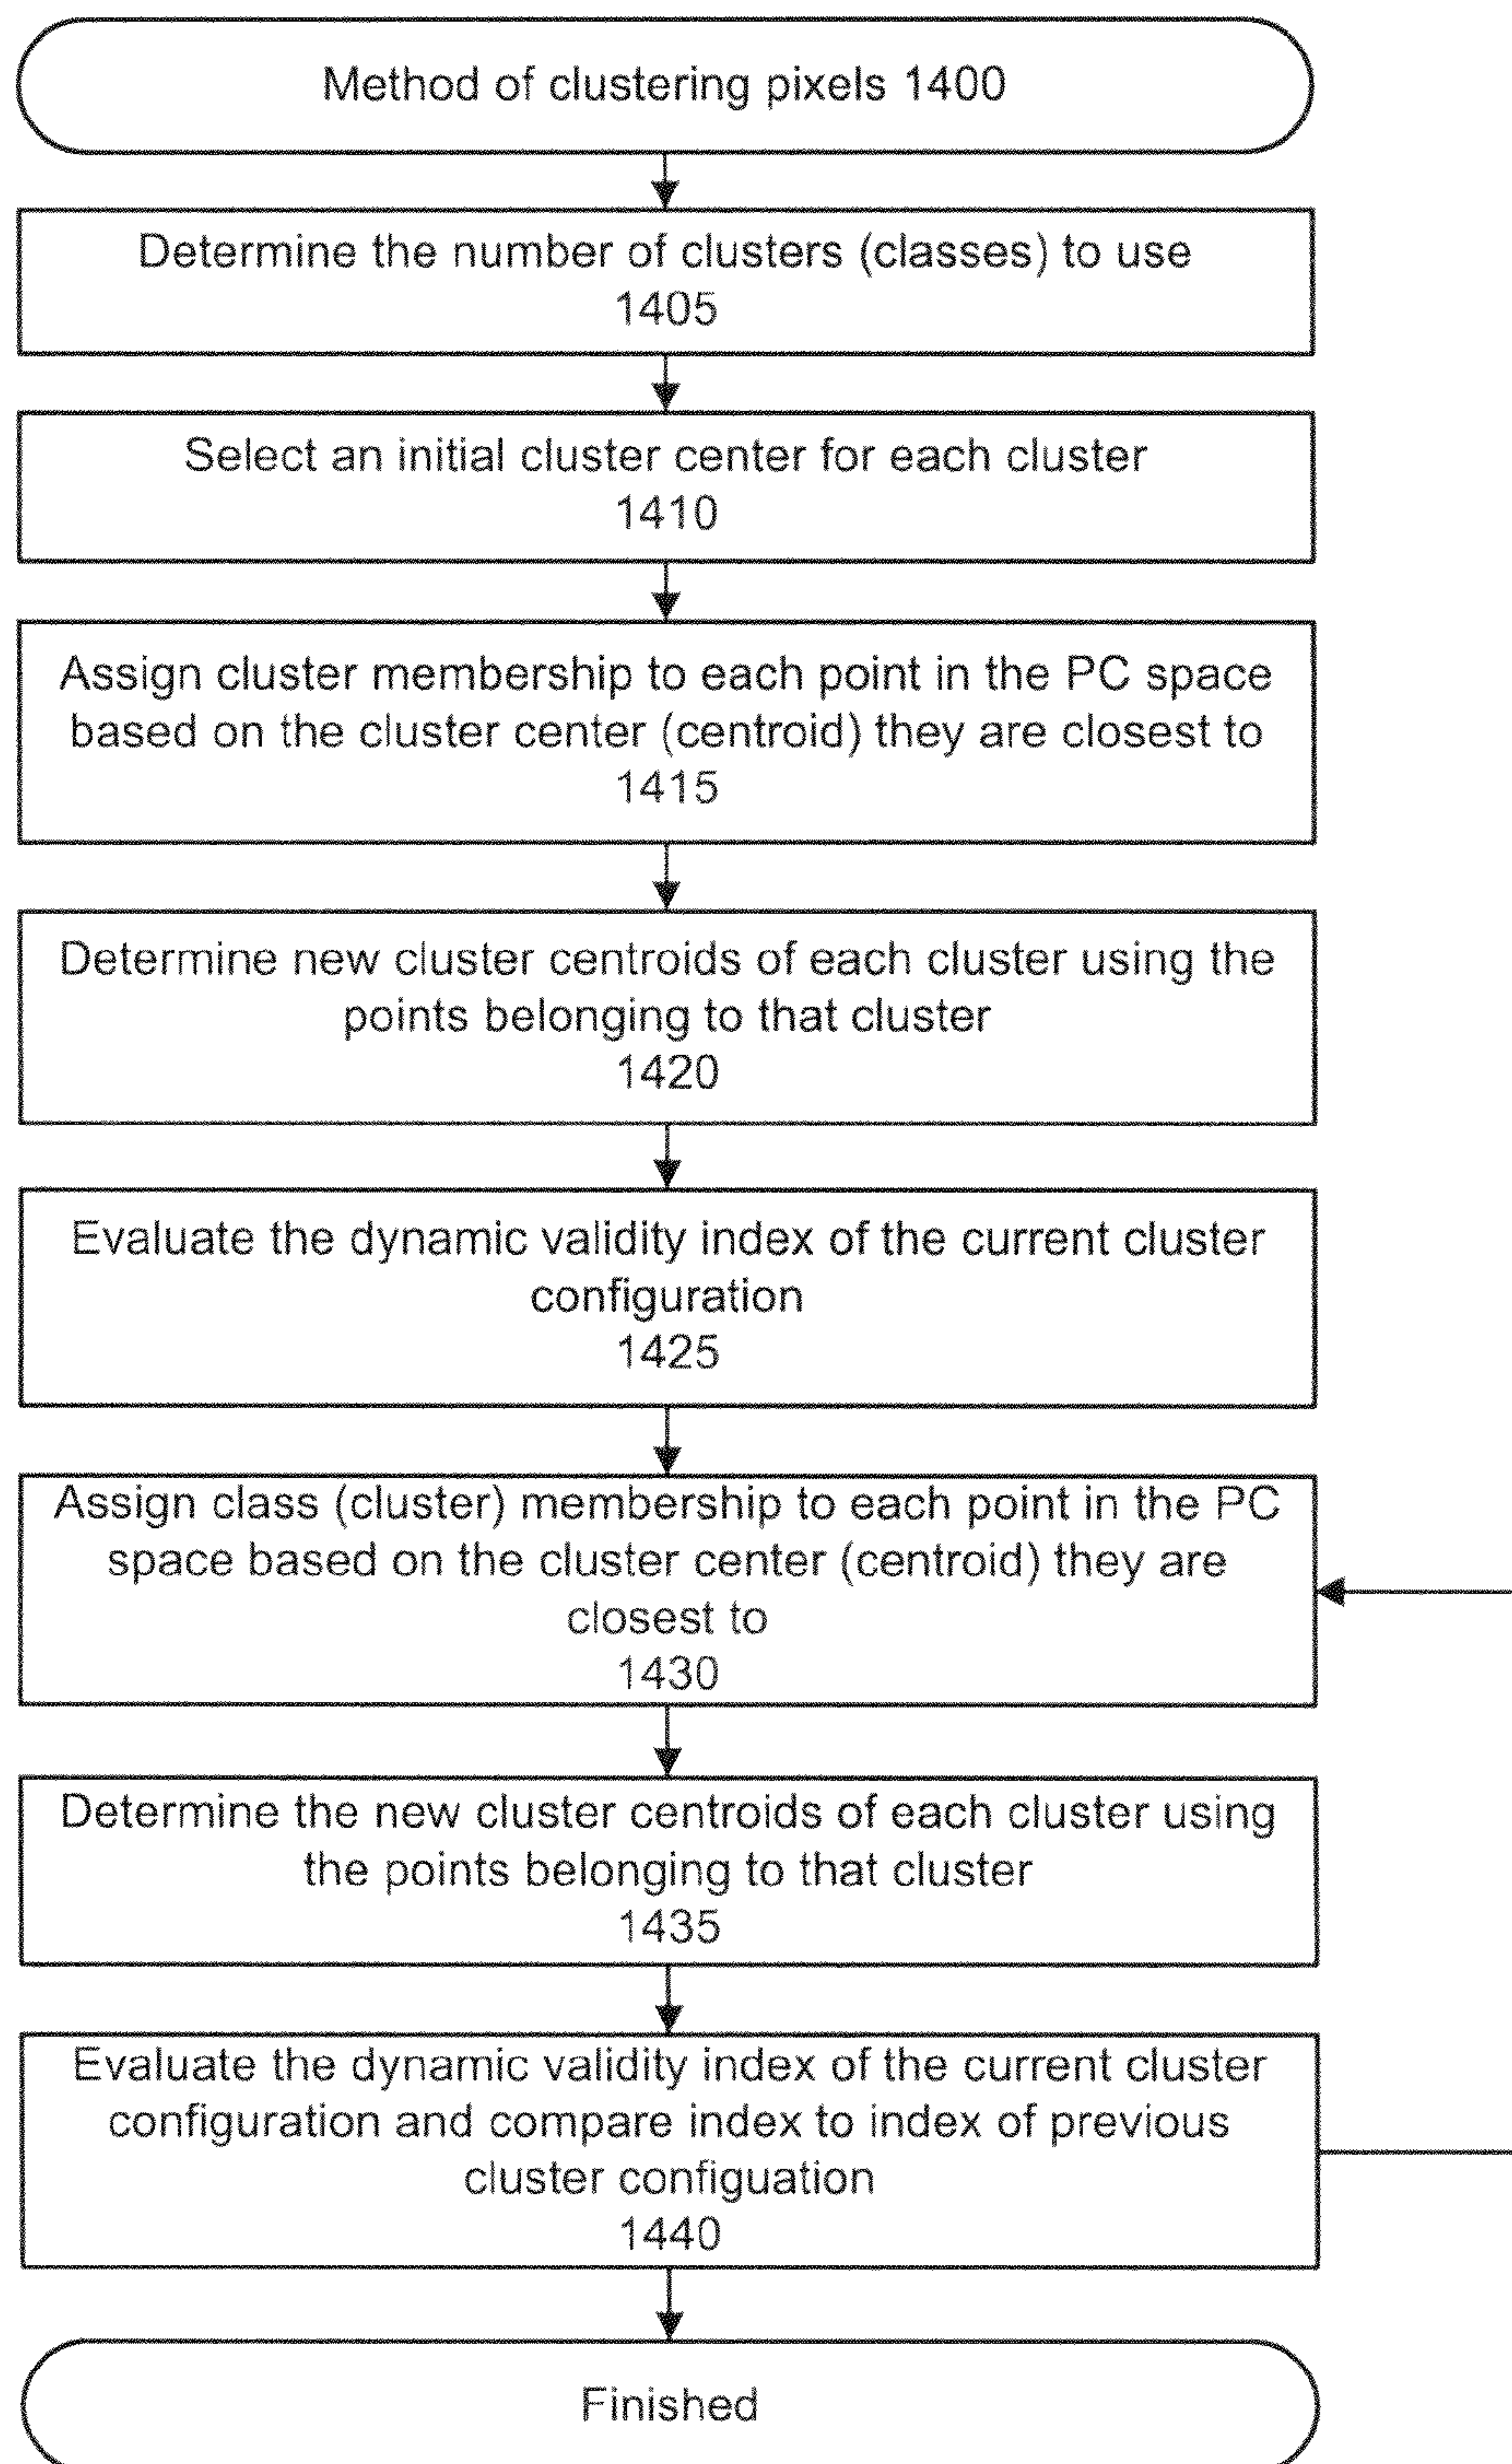 Method of clustering pixels 1400
Determine the number of clusters (classes) to use
1405
Select an initial cluster center for each cluster
1410
Assign cluster membership to each point in the PC space
based on the cluster center (centroid) they are closest to
1415
Determine new cluster centroids of each cluster using the
points belonging to that cluster
1420
Evaluate the dynamic validity index of the current cluster
configuration
1425
Assign class (cluster) membership to each point in the PC
space based on the cluster center (centroid) they are
closest to
1430
Determine the new cluster centroids of each cluster using
the points belonging to that cluster
1435
Evaluate the dynamic validity index of the current cluster
configuration and compare index to index of previous
cluster configuation
1440
Finished